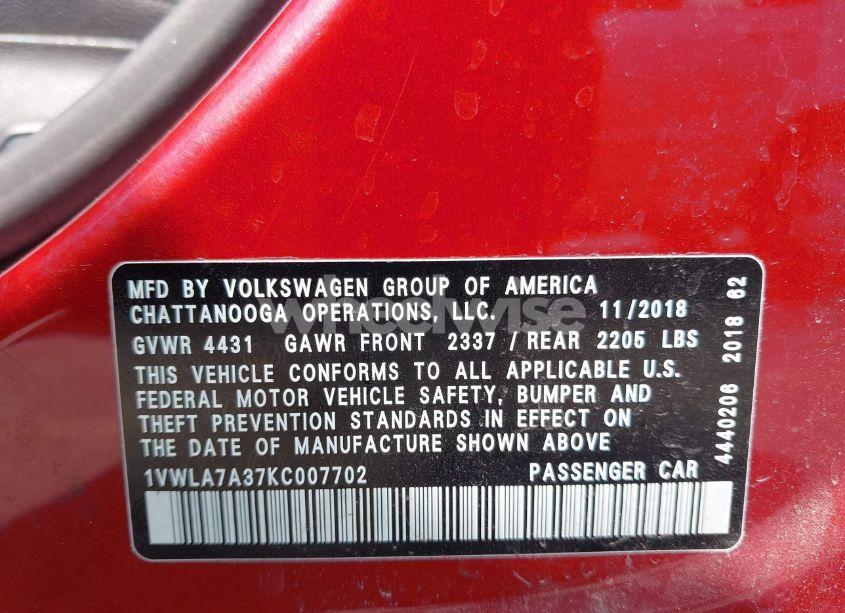 MFD BY VOLKSWAGEN GROUP OF AMERICA
CHATTANOOGA OPERATIONS, LLC. 11/2018
GVWR 4431 GAWR FRONT 2337 / REAR 2205 LBS
THIS VEHICLE CONFORMS TO ALL APPLICABLE U.S.
FEDERAL MOTOR VEHICLE SAFETY, BUMPER AND
THEFT PREVENTION STANDARDS IN EFFECT ON
THE DATE OF MANUFACTURE SHOWN ABOVE
1VWLA7A37KC007702 PASSENGER CAR
4440206 2018 62
wheelwise